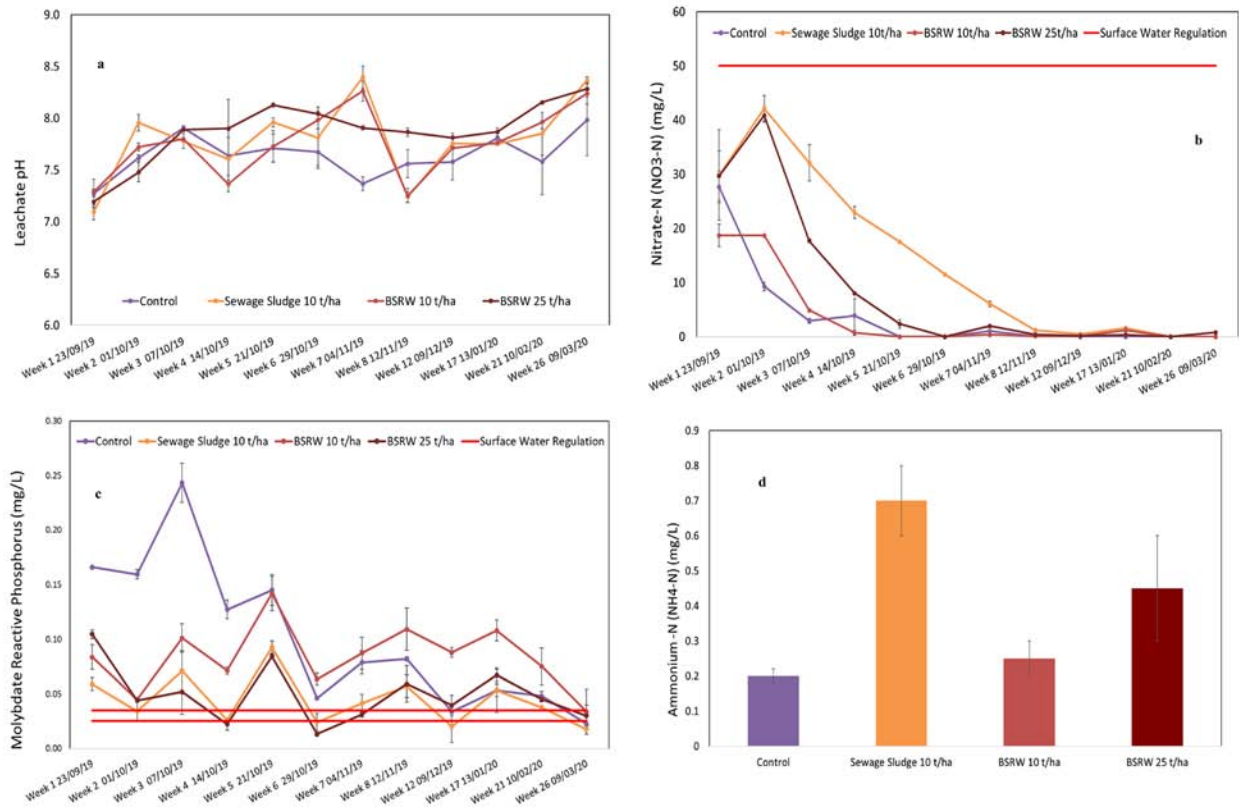 a
Leachate pH
9.0
8.5
8.0
7.5
7.0
6.5
6.0
Control
Sewage Sludge 10 t/ha
BSRW 10 t/ha
BSRW 25 t/ha
Week 1 23/09/19
Week 2 01/10/19
Week 3 07/10/19
Week 4 14/10/19
Week 5 21/10/19
Week 6 29/10/19
Week 7 04/11/19
Week 8 12/11/19
Week 12 09/12/19
Week 17 13/01/20
Week 21 10/02/20
Week 26 09/03/20
b
Nitrate-N (NO3-N) (mg/L)
60
50
40
30
20
10
0
Control
Sewage Sludge 10t/ha
BSRW 10t/ha
BSRW 25t/ha
Surface Water Regulation
Week 1 23/09/19
Week 2 01/10/19
Week 3 07/10/19
Week 4 14/10/19
Week 5 21/10/19
Week 6 29/10/19
Week 7 04/11/19
Week 8 12/11/19
Week 12 09/12/19
Week 17 13/01/20
Week 21 10/02/20
Week 26 09/03/20
c
Molybdate Reactive Phosphorus (mg/L)
0.30
0.25
0.20
0.15
0.10
0.05
0.00
Control
Sewage Sludge 10 t/ha
BSRW 10 t/ha
BSRW 25 t/ha
Surface Water Regulation
Week 1 23/09/19
Week 2 01/10/19
Week 3 07/10/19
Week 4 14/10/19
Week 5 21/10/19
Week 6 29/10/19
Week 7 04/11/19
Week 8 12/11/19
Week 12 09/12/19
Week 17 13/01/20
Week 21 10/02/20
Week 26 09/03/20
d
Ammonium -N (NH4-N) (mg/L)
0.9
0.8
0.7
0.6
0.5
0.4
0.3
0.2
0.1
0
Control
Sewage Sludge 10 t/ha
BSRW 10 t/ha
BSRW 25 t/ha